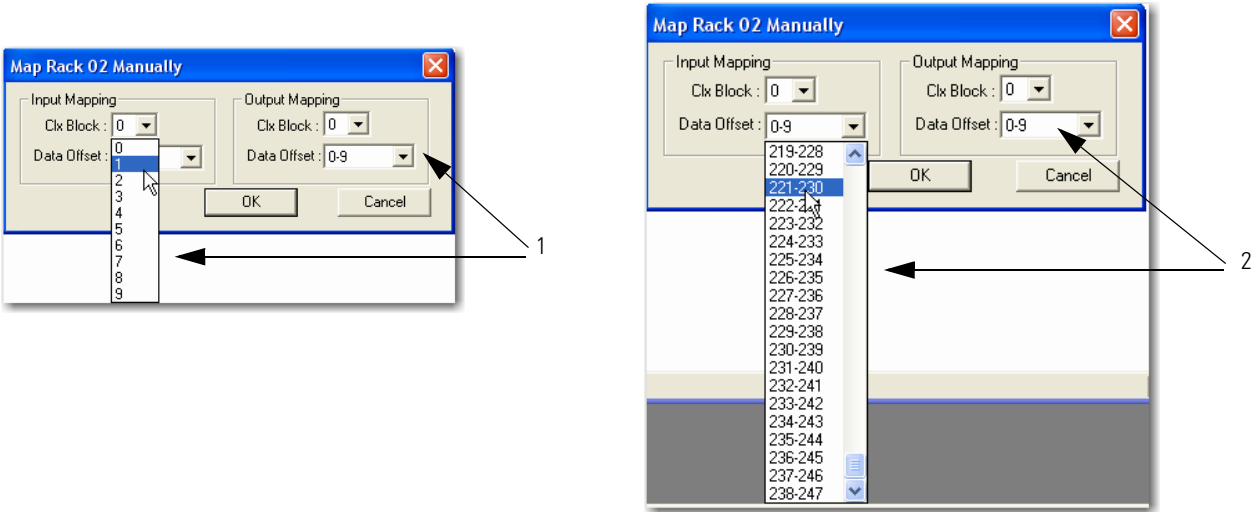 Map Rack 02 Manually
Input Mapping
Clx Block : 0
Data Offset :
0
1
2
3
4
5
6
7
8
9
Output Mapping
Clx Block : 0
Data Offset : 0-9
OK
Cancel
1
Map Rack 02 Manually
Input Mapping
Clx Block : 0
Data Offset : 0-9
219-228
220-229
221-230
223-232
224-233
225-234
226-235
227-236
228-237
229-238
230-239
231-240
232-241
233-242
234-243
235-244
236-245
237-246
238-247
Output Mapping
Clx Block : 0
Data Offset : 0-9
OK
Cancel
2